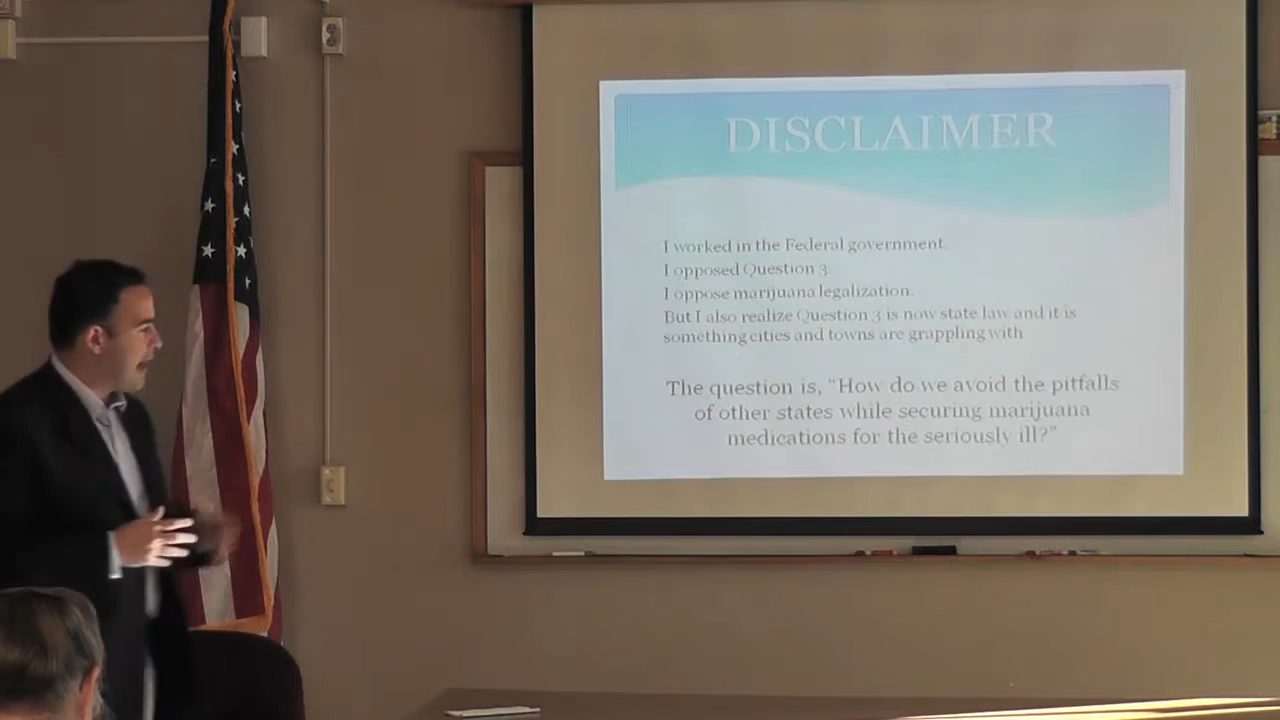 DISCLAIMER
I worked in the Federal government.
I opposed Question 3.
I oppose marijuana legalization.
But I also realize Question 3 is now state law and it is
something cities and towns are grappling with
The question is, "How do we avoid the pitfalls
of other states while securing marijuana
medications for the seriously ill?"